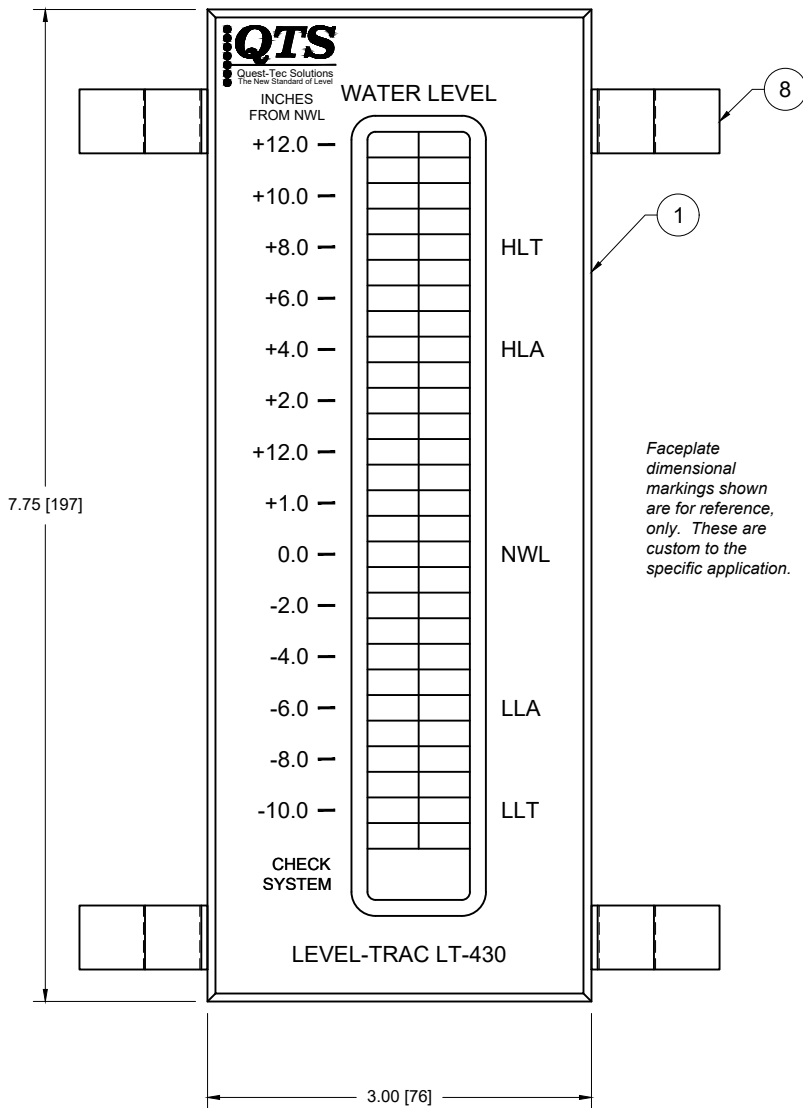 QTS
Quest-Tec Solutions
The New Standard of Level
INCHES
FROM NWL
WATER LEVEL
8
+12.0
+10.0
1
+8.0
HLT
+6.0
+4.0
HLA
+2.0
+12.0
Faceplate
dimensional
markings shown
are for reference,
only. These are
custom to the
specific application.
7.75 [197]
+1.0
0.0
NWL
-2.0
-4.0
-6.0
LLA
-8.0
-10.0
LLT
CHECK
SYSTEM
LEVEL-TRAC LT-430
3.00 [76]